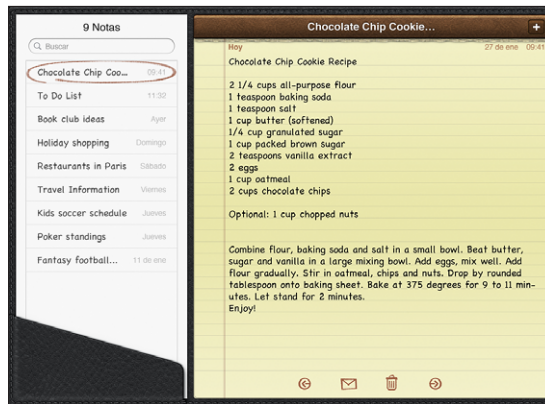 9 Notas
Buscar
Chocolate Chip Coo... 09:41
To Do List 11:32
Book club ideas Ayer
Holiday shopping Domingo
Restaurants in Paris Sábado
Travel Information Viernes
Kids soccer schedule Jueves
Poker standings Jueves
Fantasy football... 11 de ene
Chocolate Chip Cookie...
+
Hoy 27 de ene 09:41
Chocolate Chip Cookie Recipe
2 1/4 cups all-purpose flour
1 teaspoon baking soda
1 teaspoon salt
1 cup butter (softened)
1/4 cup granulated sugar
1 cup packed brown sugar
2 teaspoons vanilla extract
2 eggs
1 cup oatmeal
2 cups chocolate chips
Optional: 1 cup chopped nuts
Combine flour, baking soda and salt in a small bowl. Beat butter,
sugar and vanilla in a large mixing bowl. Add eggs, mix well. Add
flour gradually. Stir in oatmeal, chips and nuts. Drop by rounded
tablespoon onto baking sheet. Bake at 375 degrees for 9 to 11 min-
utes. Let stand for 2 minutes.
Enjoy!